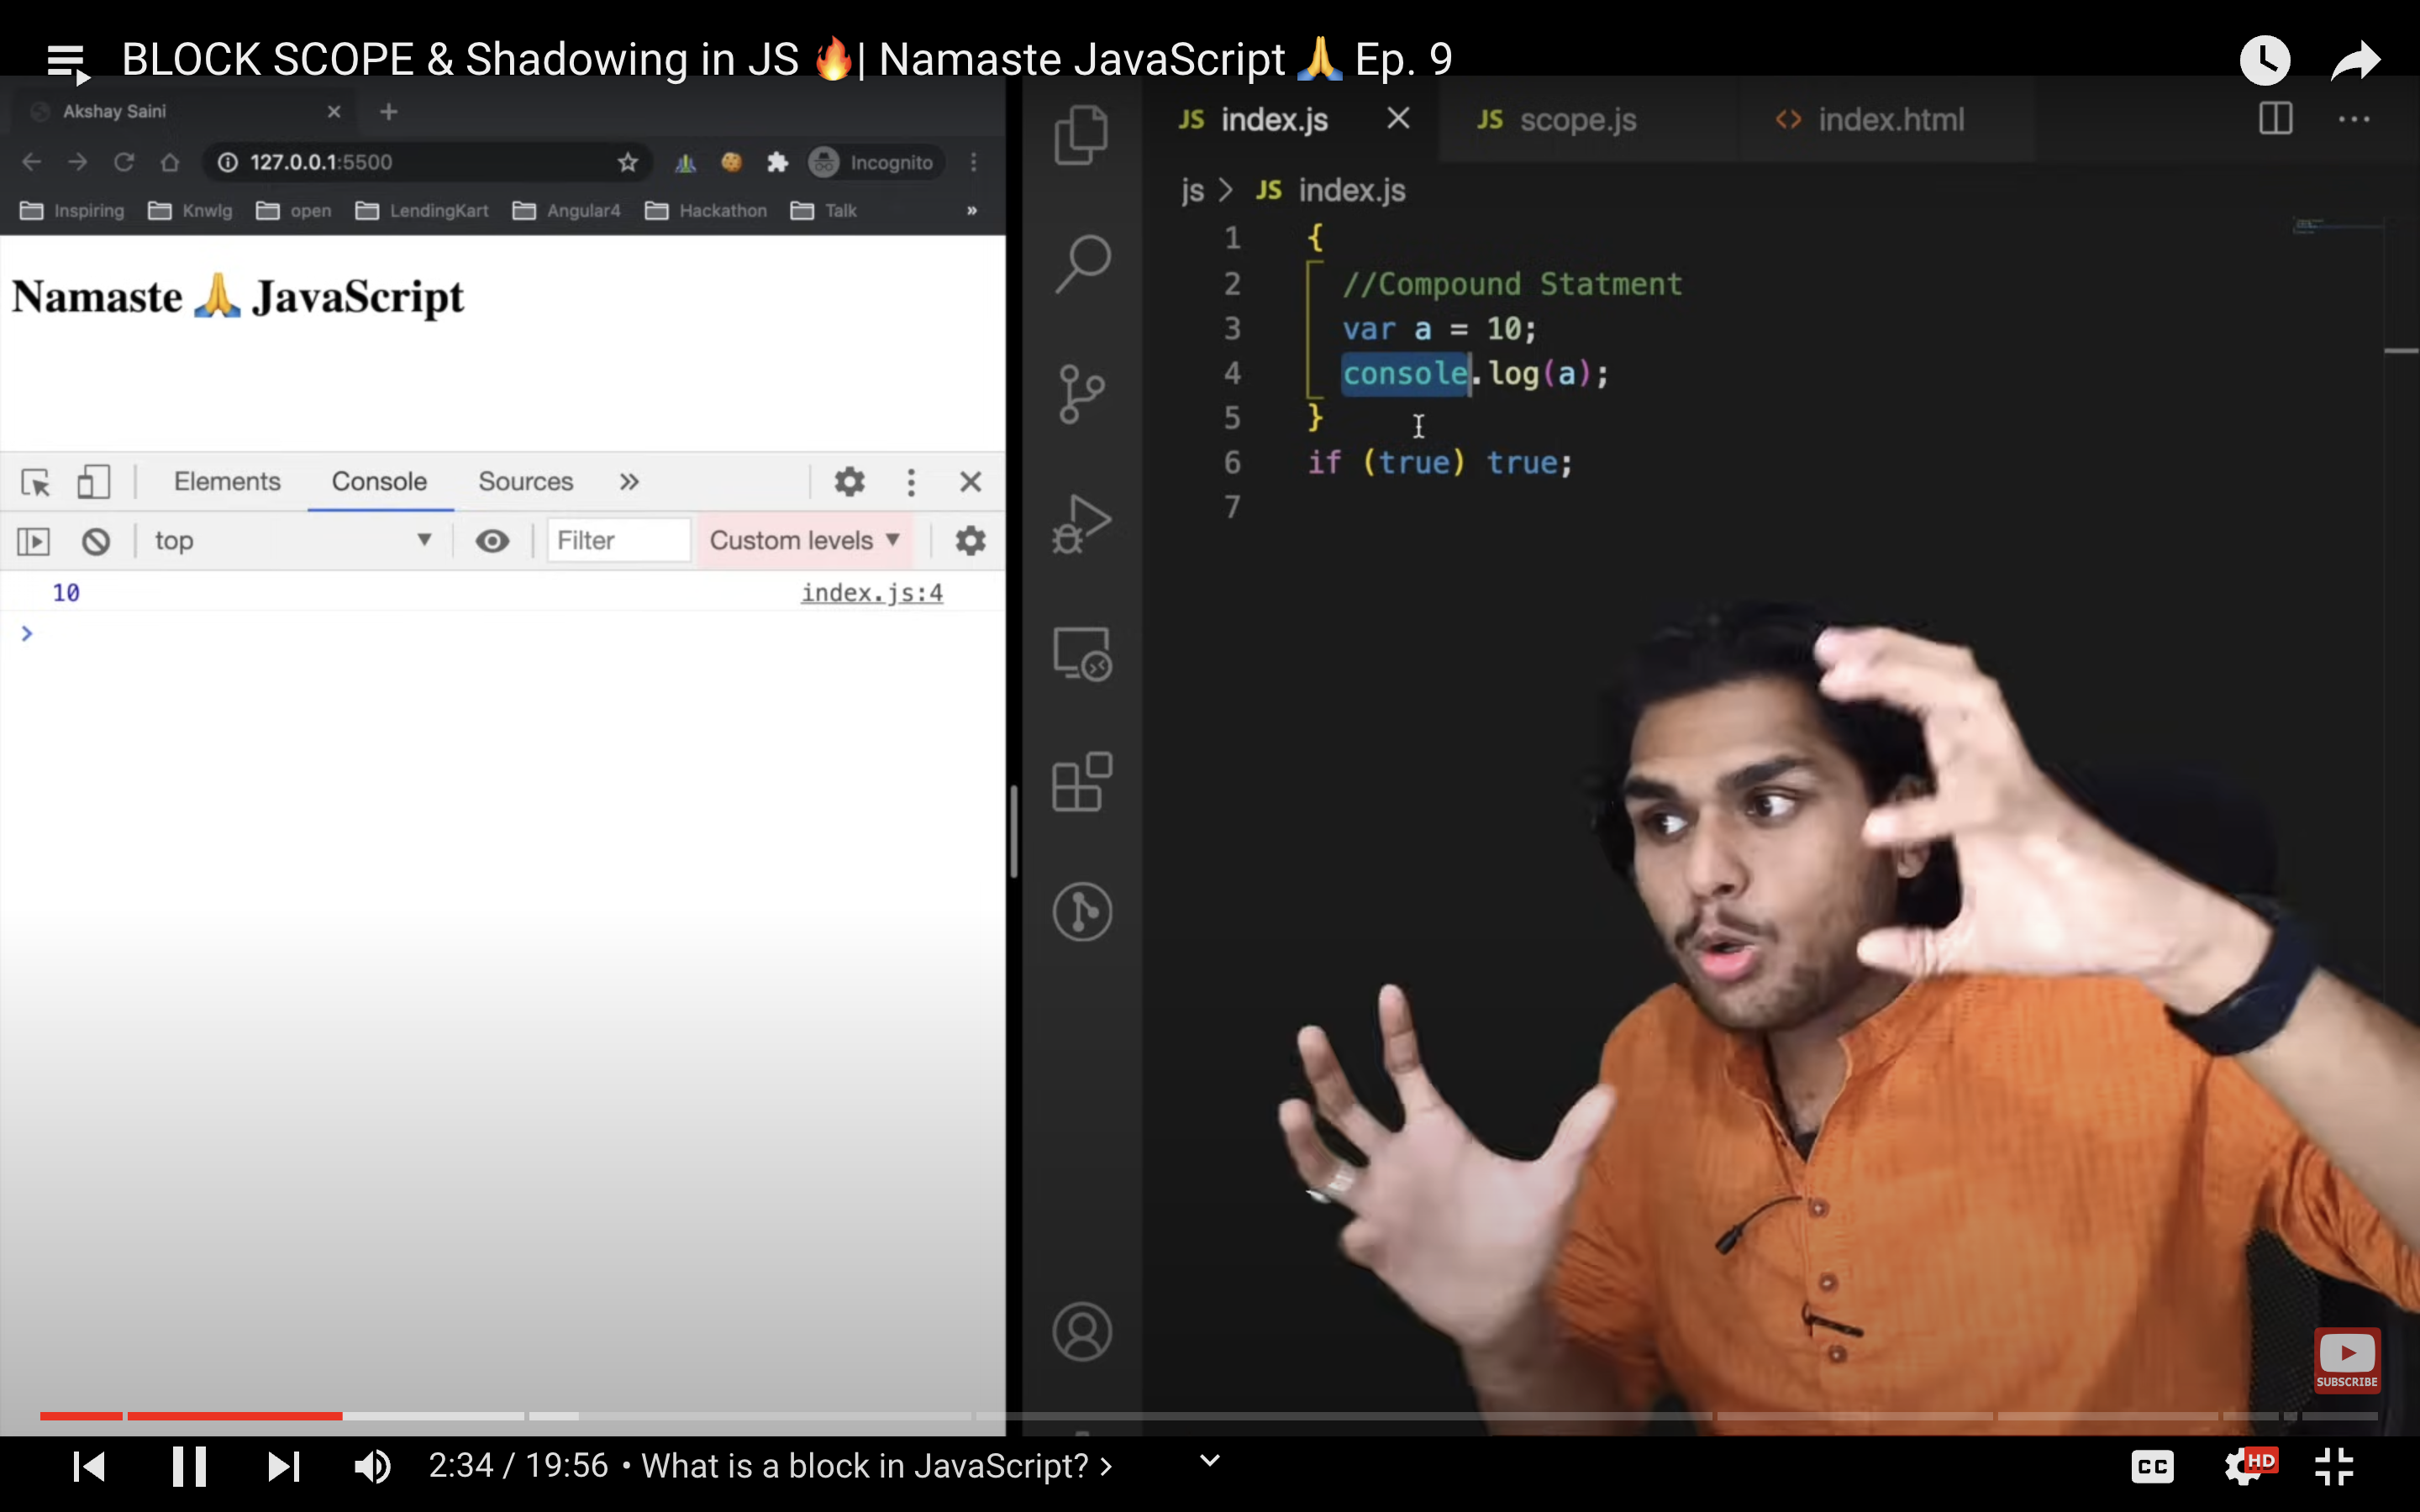 BLOCK SCOPE & Shadowing in JS 🔥| Namaste JavaScript 🙏 Ep. 9
Akshay Saini
127.0.0.1:5500
Incognito
Inspiring Knwlg open LendingKart Angular4 Hackathon Talk »
Namaste 🙏 JavaScript
Elements Console Sources »
top Filter Custom levels
10 index.js:4
>
JS index.js JS scope.js <> index.html
js > JS index.js
1 {
2 //Compound Statment
3 var a = 10;
4 console.log(a);
5 }
6 if (true) true;
7
SUBSCRIBE
2:34 / 19:56 • What is a block in JavaScript? >
CC HD